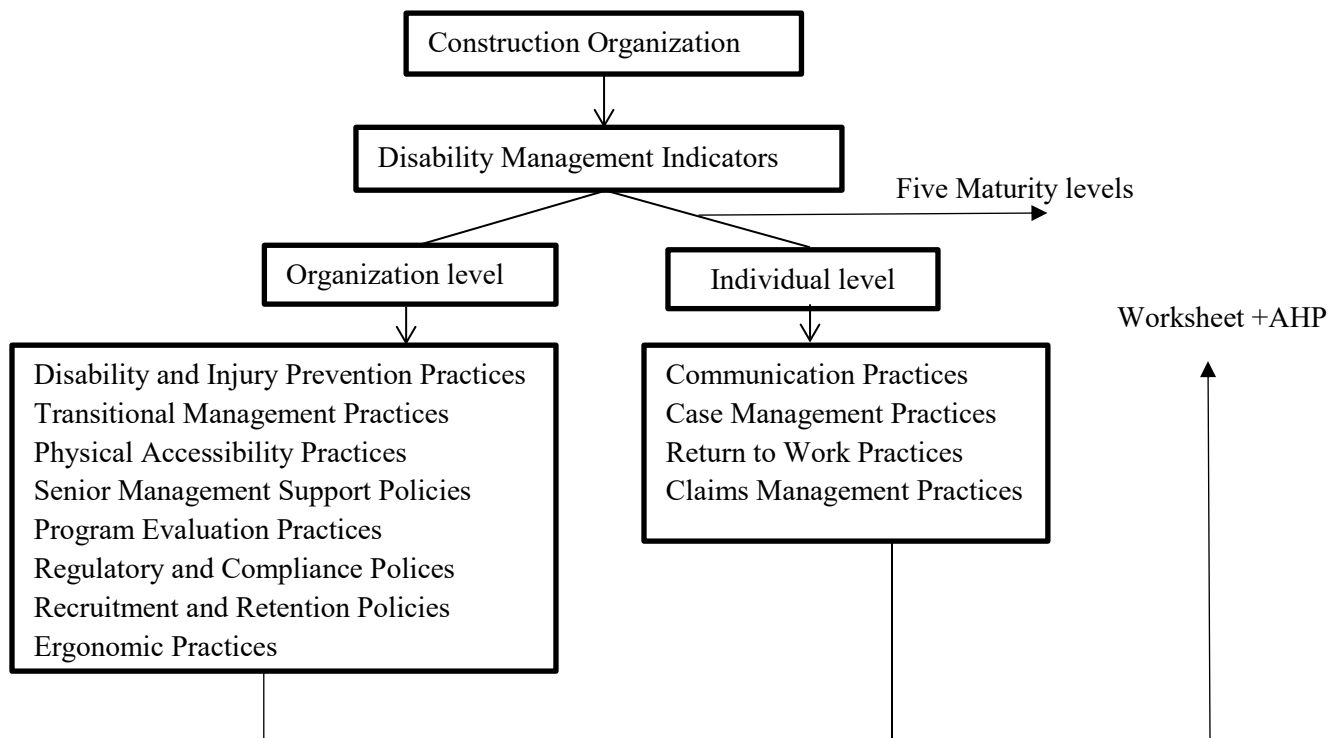 Construction Organization
Disability Management Indicators
Five Maturity levels
Organization level
Individual level
Worksheet +AHP
Disability and Injury Prevention Practices
Transitional Management Practices
Physical Accessibility Practices
Senior Management Support Policies
Program Evaluation Practices
Regulatory and Compliance Polices
Recruitment and Retention Policies
Ergonomic Practices
Communication Practices
Case Management Practices
Return to Work Practices
Claims Management Practices